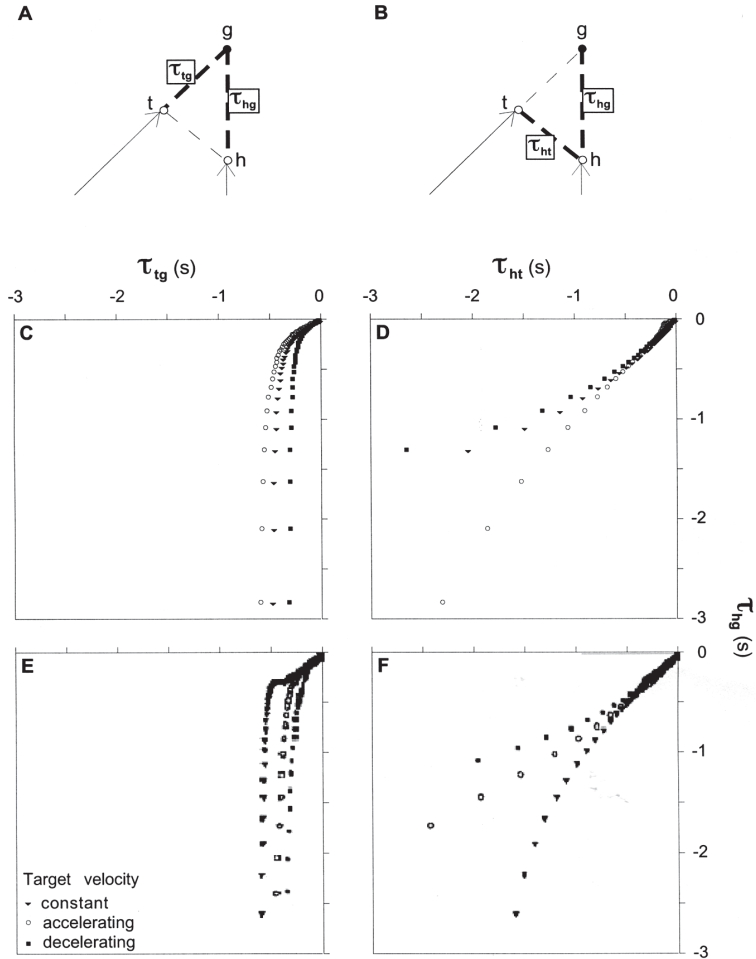 A
B
g
g
τtg
τhg
τhg
t
t
τht
h
h
τtg (s)
τht (s)
-3 -2 -1 0 -3 -2 -1 0
C
D
0
-1
-2
-3
τhg (s)
E
F
0
-1
-2
-3
Target velocity
constant
accelerating
decelerating